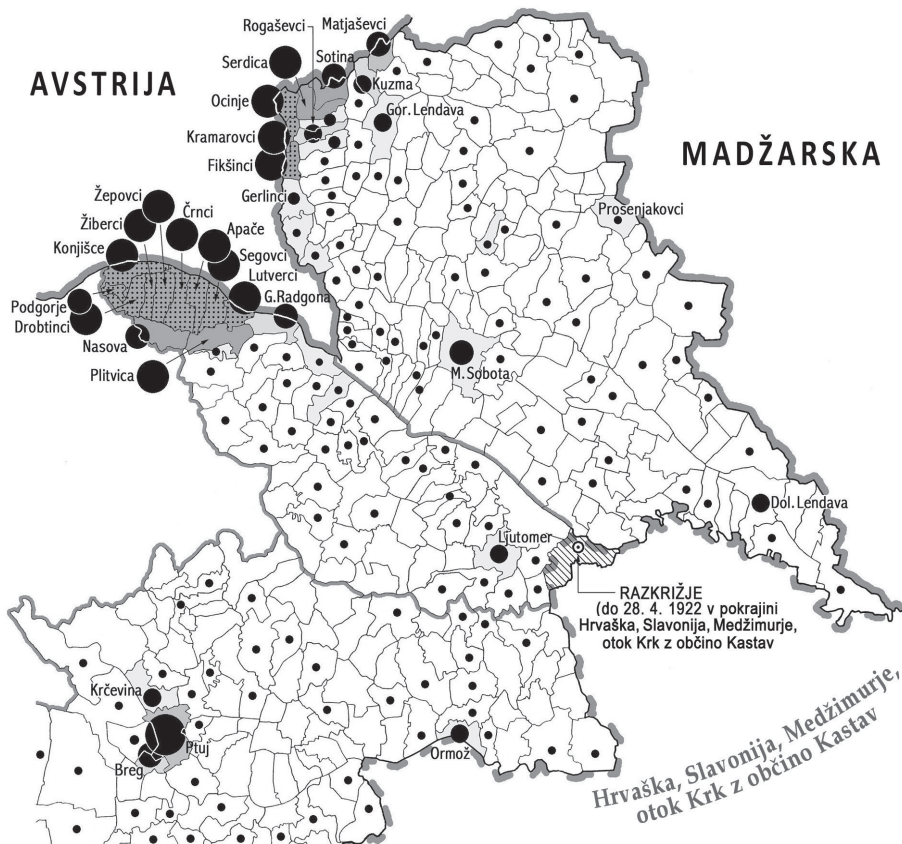 Rogaševci
Matjaševci
Serdica
Sotina
AVSTRIJA
Kuzma
Ocinje
Gor. Lendava
Kramarovci
MADŽARSKA
Fikšinci
Žepovci
Gerlinci
Črnci
Prosenjakovci
Žiberci
Apače
Konjišce
Segovci
Lutverci
G.Radgona
Podgorje
Drobtinci
Nasova
M.Sobota
Plitvica
Dol.Lendava
Ljutomer
RAZKRIŽJE
(do 28. 4. 1922 v pokrajini
Hrvaška, Slavonija, Medžimurje,
otok Krk z občino Kastav
Krčevina
Ptuj
Ormož
Breg
Hrvaška, Slavonija, Medžimurje,
otok Krk z občino Kastav